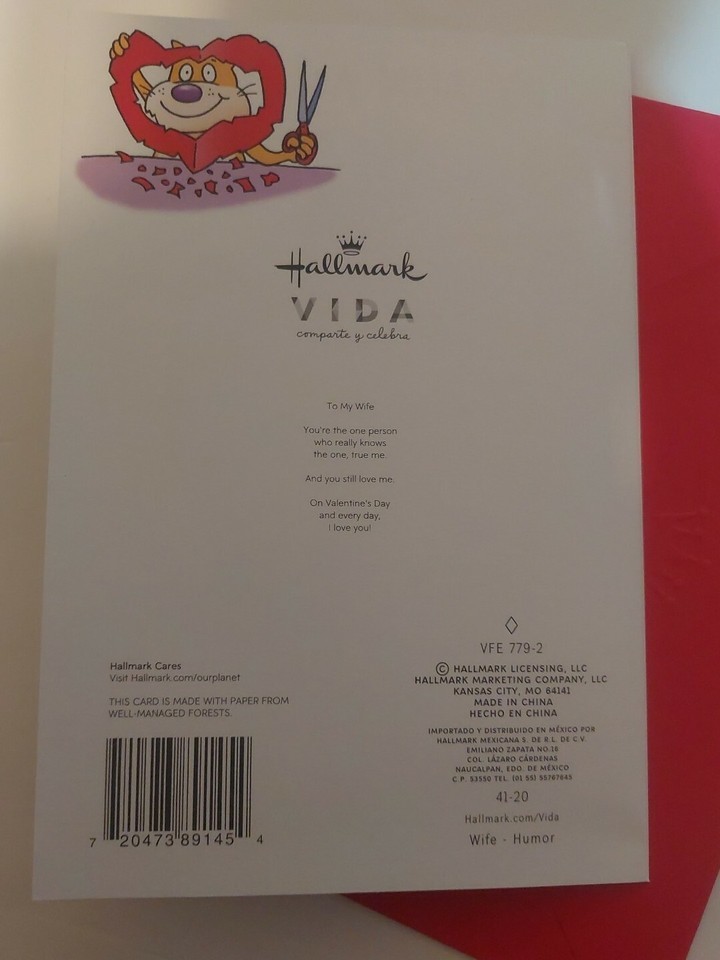 Hallmark
VIDA
comparte y celebra
To My Wife
You're the one person
who really knows
the one, true me.
And you still love me.
On Valentine's Day
and every day,
I love you!
Hallmark Cares
Visit Hallmark.com/ourplanet
THIS CARD IS MADE WITH PAPER FROM
WELL-MANAGED FORESTS.
7 20473 89145 4
VFE 779-2
© HALLMARK LICENSING, LLC
HALLMARK MARKETING COMPANY, LLC
KANSAS CITY, MO 64141
MADE IN CHINA
HECHO EN CHINA
IMPORTADO Y DISTRIBUIDO EN MÉXICO POR
HALLMARK MEXICANA S. DE R.L. DE C.V.
EMILIANO ZAPATA NO.18
COL. LÁZARO CÁRDENAS
NAUCALPAN, EDO. DE MÉXICO
C.P. 53550 TEL. (01 55) 50767645
41-20
Hallmark.com/Vida
Wife - Humor